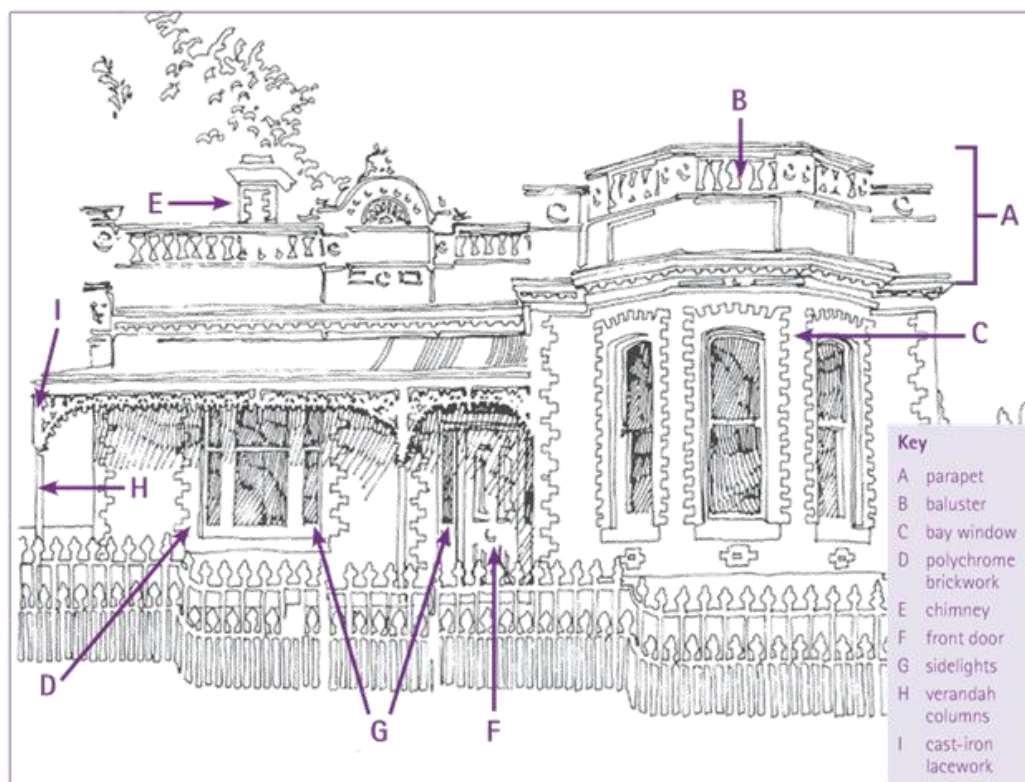 B
E
A
I
C
H
D
G
F
Key
A parapet
B baluster
C bay window
D polychrome
brickwork
E chimney
F front door
G sidelights
H verandah
columns
I cast-iron
lacework